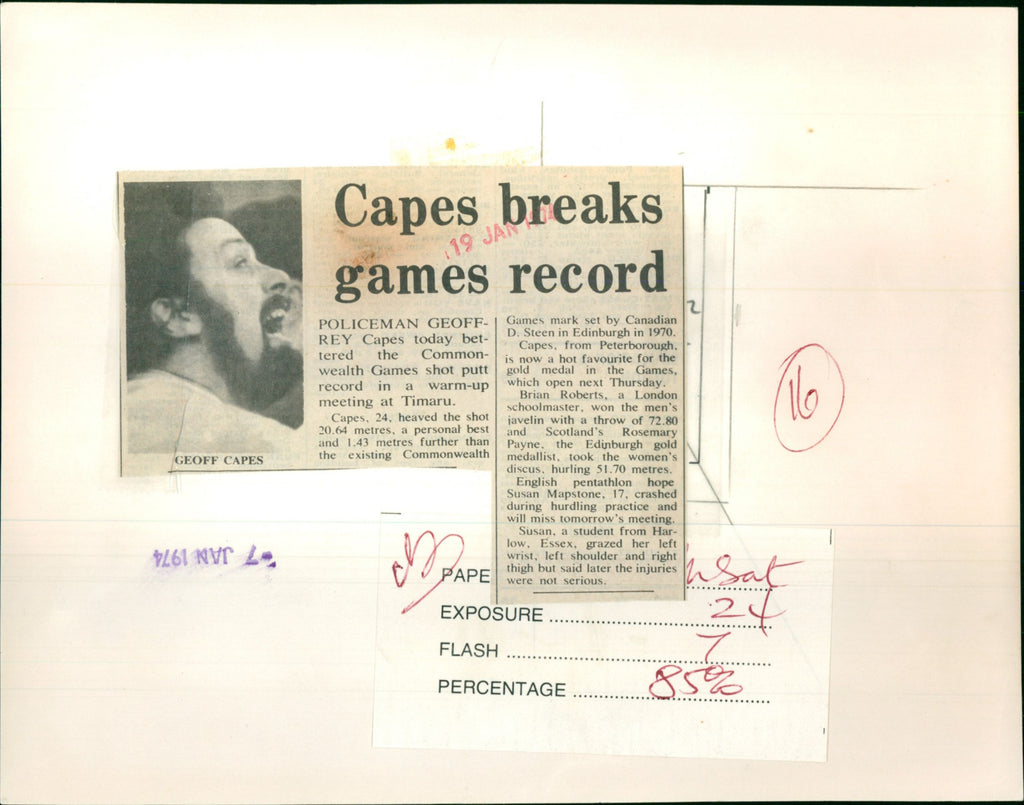 Capes breaks
games record
19 JAN 1974
POLICEMAN GEOFF-
REY Capes today bet-
tered the Common-
wealth Games shot putt
record in a warm-up
meeting at Timaru.
Capes, 24, heaved the shot
20.64 metres, a personal best
and 1.43 metres further than
the existing Commonwealth
GEOFF CAPES
Games mark set by Canadian
D. Steen in Edinburgh in 1970.
Capes, from Peterborough,
is now a hot favourite for the
gold medal in the Games,
which open next Thursday.
Brian Roberts, a London
schoolmaster, won the men's
javelin with a throw of 72.80
and Scotland's Rosemary
Payne, the Edinburgh gold
medallist, took the women's
discus, hurling 51.70 metres.
English pentathlon hope
Susan Mapstone, 17, crashed
during hurdling practice and
will miss tomorrow's meeting.
Susan, a student from Har-
low, Essex, grazed her left
wrist, left shoulder and right
thigh but said later the injuries
were not serious.
2
16
7 JAN 1974
PAPE
EXPOSURE 24
FLASH 7
PERCENTAGE 85%